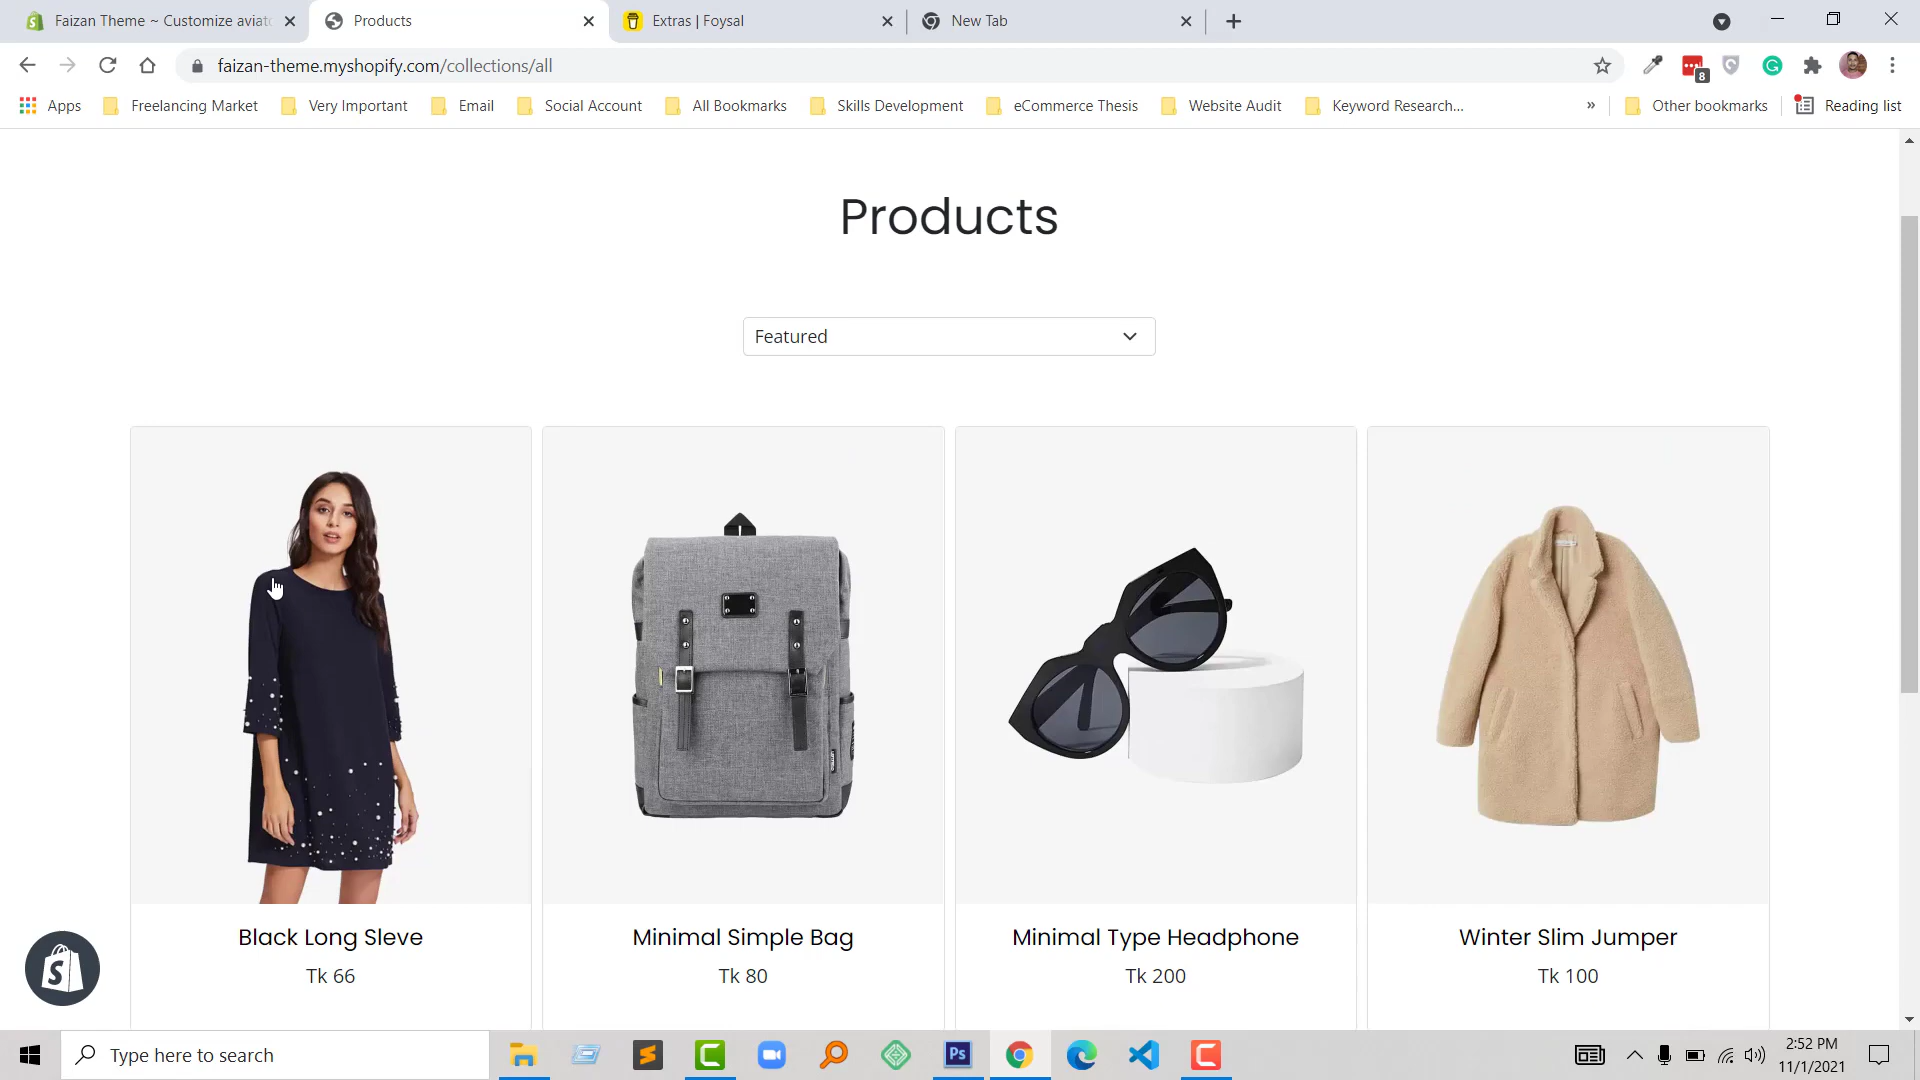 Faizan Theme ~ Customize aviato
Products
Extras | Foysal
New Tab
faizan-theme.myshopify.com/collections/all
8
Apps
Freelancing Market
Very Important
Email
Social Account
All Bookmarks
Skills Development
eCommerce Thesis
Website Audit
Keyword Research...
»
Other bookmarks
Reading list
Products
Featured
Black Long Sleve
Tk 66
Minimal Simple Bag
Tk 80
Minimal Type Headphone
Tk 200
Winter Slim Jumper
Tk 100
Type here to search
Ps
2:52 PM
11/1/2021